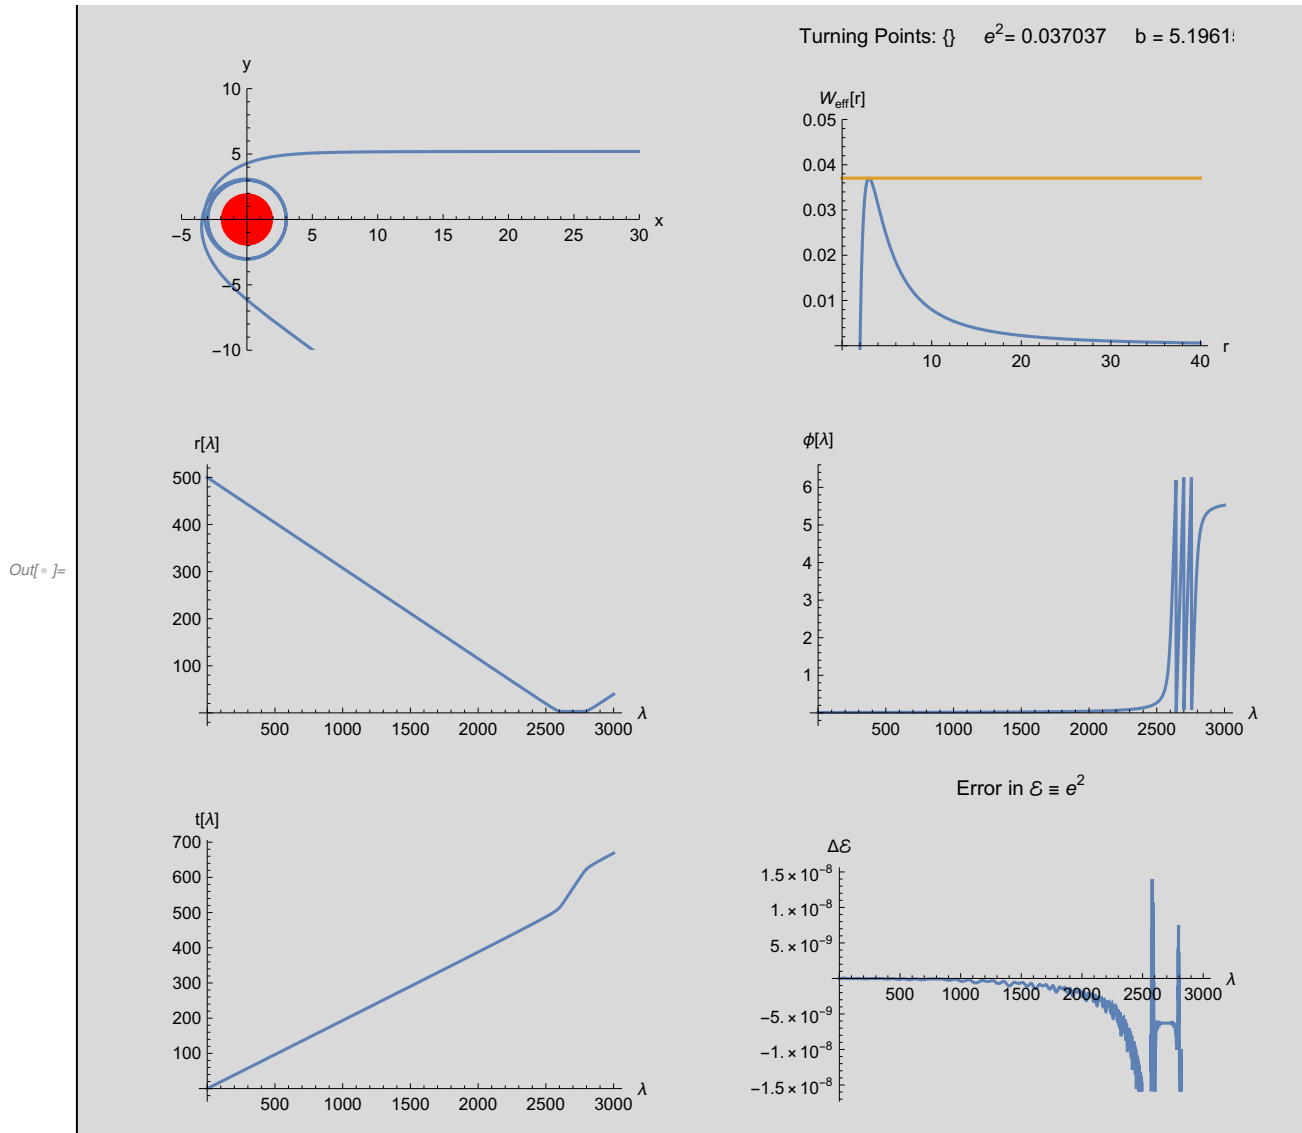 Turning Points: {} e²= 0.037037 b = 5.1961
y
10
5
−5
5
10
15
20
25
30
x
−5
−10
W_eff[r]
0.05
0.04
0.03
0.02
0.01
10
20
30
40
r
r[λ]
500
400
300
200
100
500
1000
1500
2000
2500
3000
λ
ϕ[λ]
6
5
4
3
2
1
500
1000
1500
2000
2500
3000
λ
Out[•]=
t[λ]
700
600
500
400
300
200
100
500
1000
1500
2000
2500
3000
λ
Error in ℰ ≡ e²
Δℰ
1.5 × 10⁻⁸
1. × 10⁻⁸
5. × 10⁻⁹
500
1000
1500
2000
2500
3000
λ
−5. × 10⁻⁹
−1. × 10⁻⁸
−1.5 × 10⁻⁸